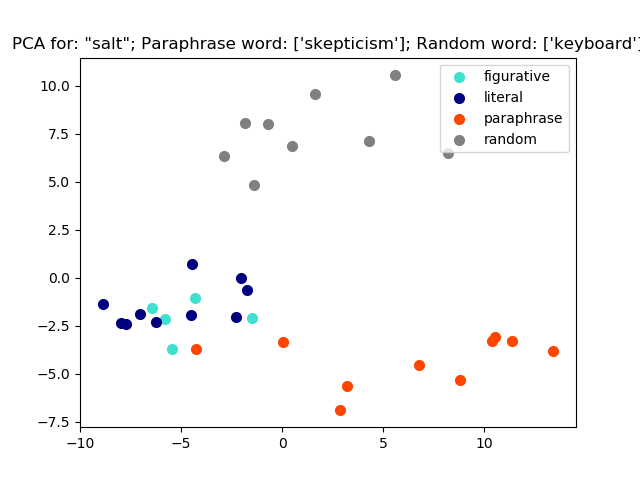 PCA for: "salt"; Paraphrase word: ['skepticism']; Random word: ['keyboard']
figurative
literal
paraphrase
random
10.0
7.5
5.0
2.5
0.0
−2.5
−5.0
−7.5
−10
−5
0
5
10